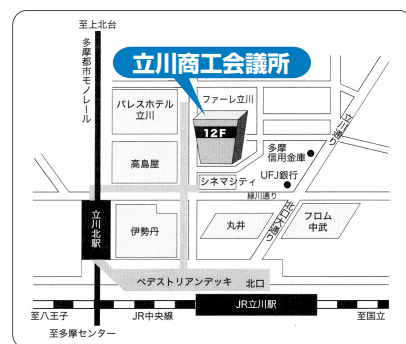 至上北台
多摩都市モノレール
立川商工会議所
パレスホテル
立川
ファーレ立川
12F
立川通り
多摩
信用金庫
高島屋
シネマシティ
UFJ銀行
緑川通り
立川北駅
伊勢丹
丸井
北口大通り
フロム
中武
ペデストリアンデッキ
北口
至八王子
JR中央線
JR立川駅
至国立
至多摩センター